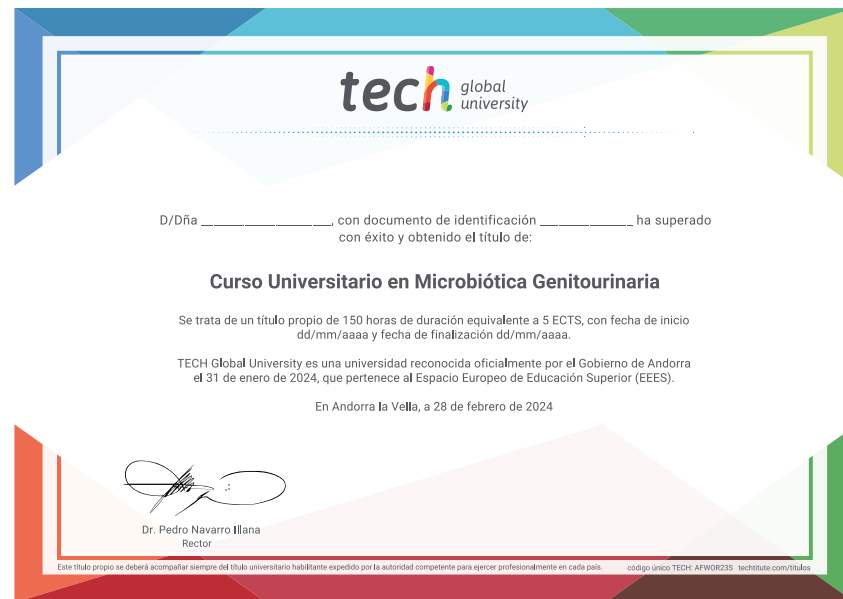 tech global university
D/Dña ____________________, con documento de identificación ______________ ha superado
con éxito y obtenido el título de:
Curso Universitario en Microbiótica Genitourinaria
Se trata de un título propio de 150 horas de duración equivalente a 5 ECTS, con fecha de inicio
dd/mm/aaaa y fecha de finalización dd/mm/aaaa.
TECH Global University es una universidad reconocida oficialmente por el Gobierno de Andorra
el 31 de enero de 2024, que pertenece al Espacio Europeo de Educación Superior (EEES).
En Andorra la Vella, a 28 de febrero de 2024
Dr. Pedro Navarro Illana
Rector
Este título propio se deberá acompañar siempre del título universitario habilitante expedido por la autoridad competente para ejercer profesionalmente en cada país. código único TECH: AFWOR23S techtitute.com/titulos